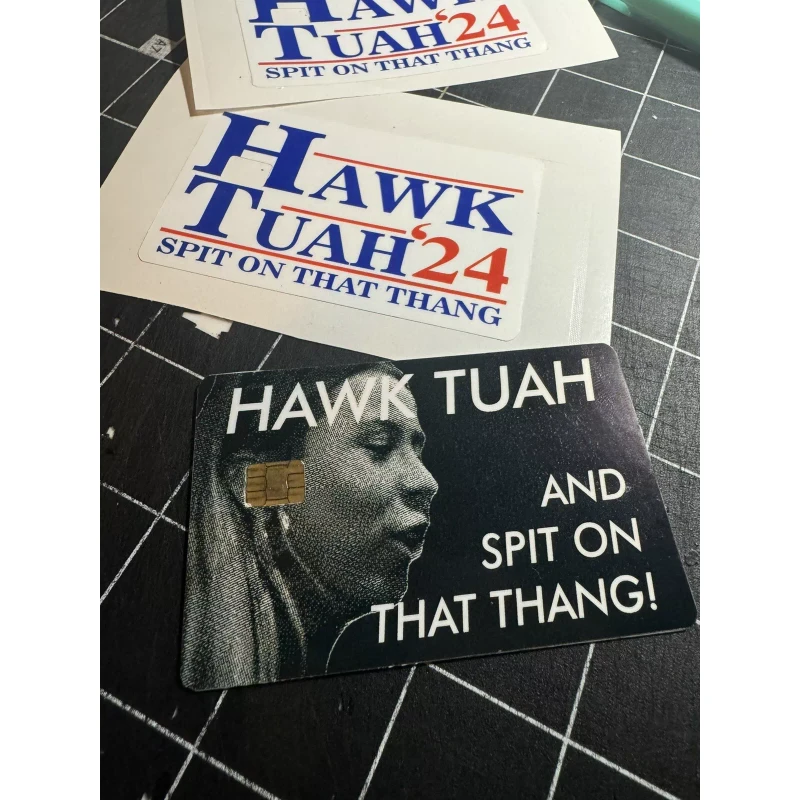 HAWK
TUAH '24
SPIT ON THAT THANG
HAWK
TUAH '24
SPIT ON THAT THANG
HAWK TUAH
AND
SPIT ON
THAT THANG!